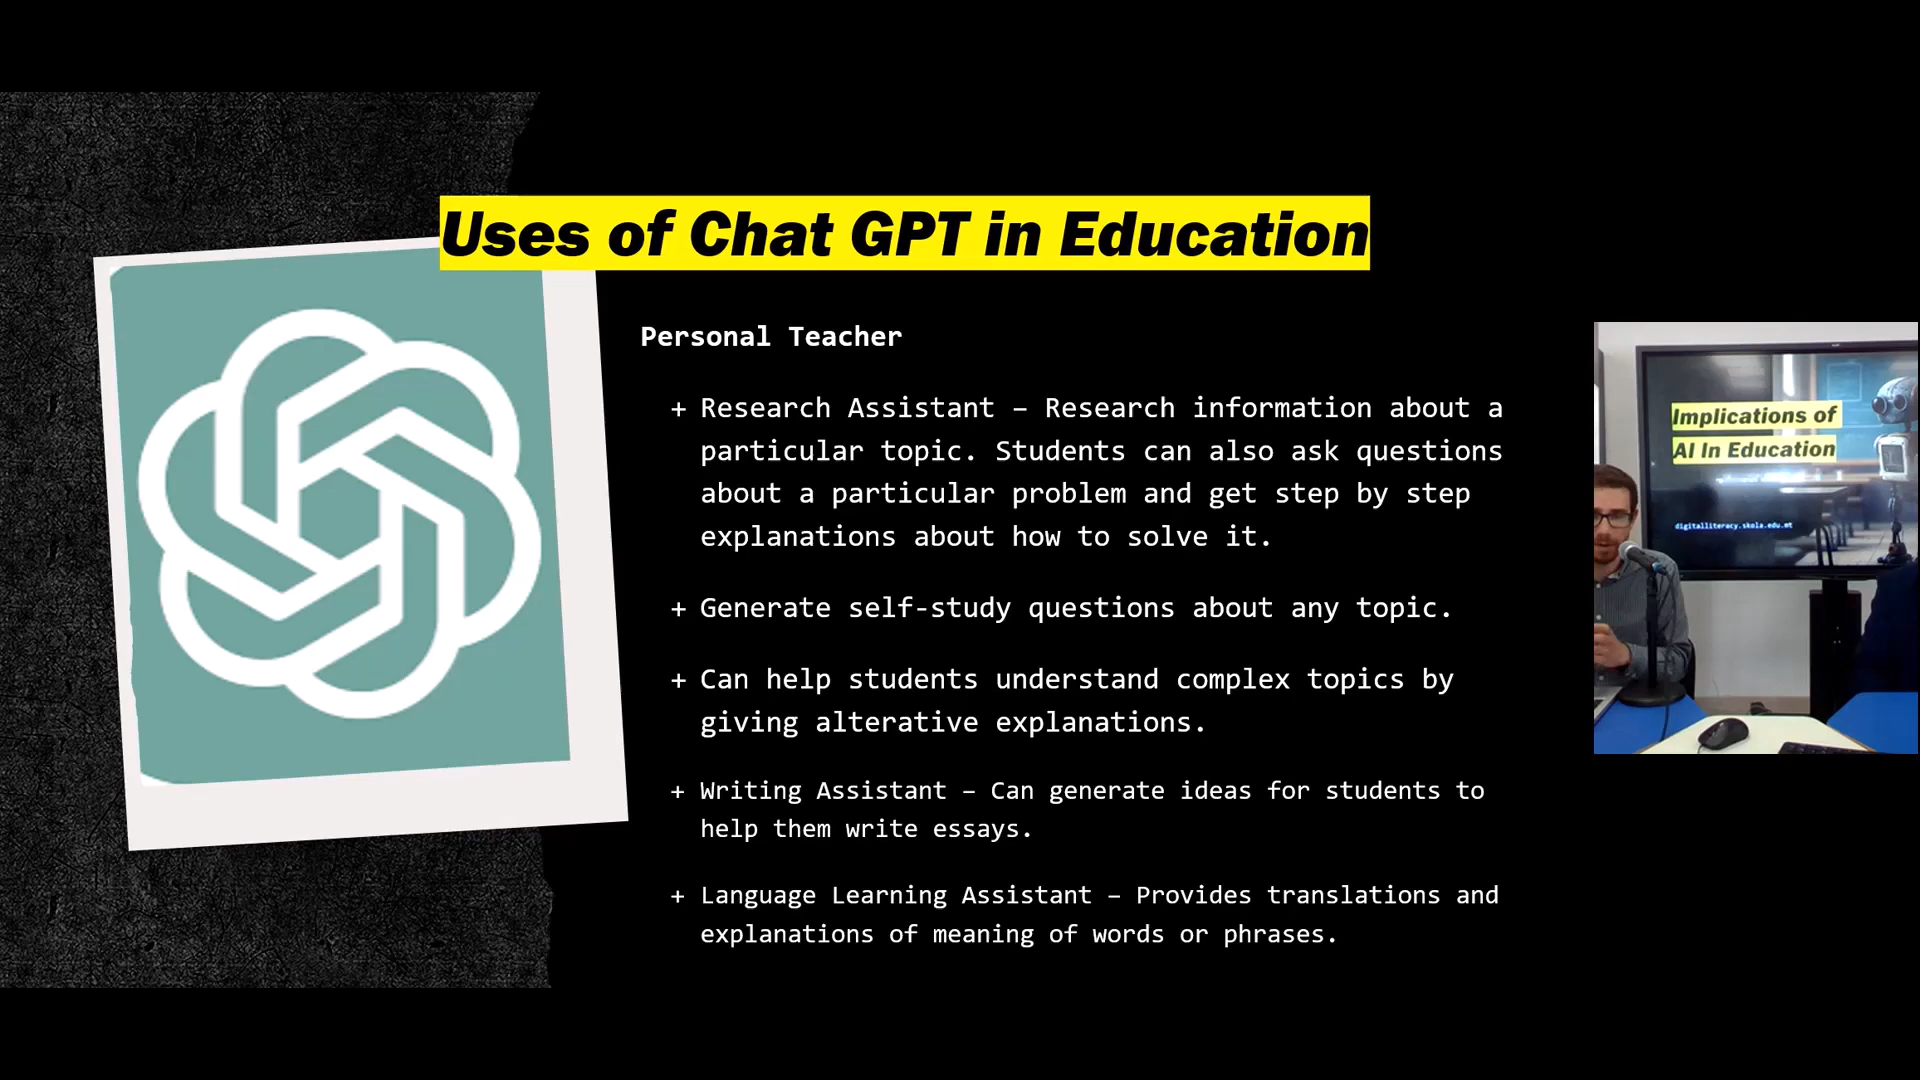 Uses of Chat GPT in Education
Personal Teacher
+ Research Assistant – Research information about a
particular topic. Students can also ask questions
about a particular problem and get step by step
explanations about how to solve it.
+ Generate self-study questions about any topic.
+ Can help students understand complex topics by
giving alterative explanations.
+ Writing Assistant – Can generate ideas for students to
help them write essays.
+ Language Learning Assistant – Provides translations and
explanations of meaning of words or phrases.
Implications of
AI In Education
digitalliteracy.skola.edu.mt